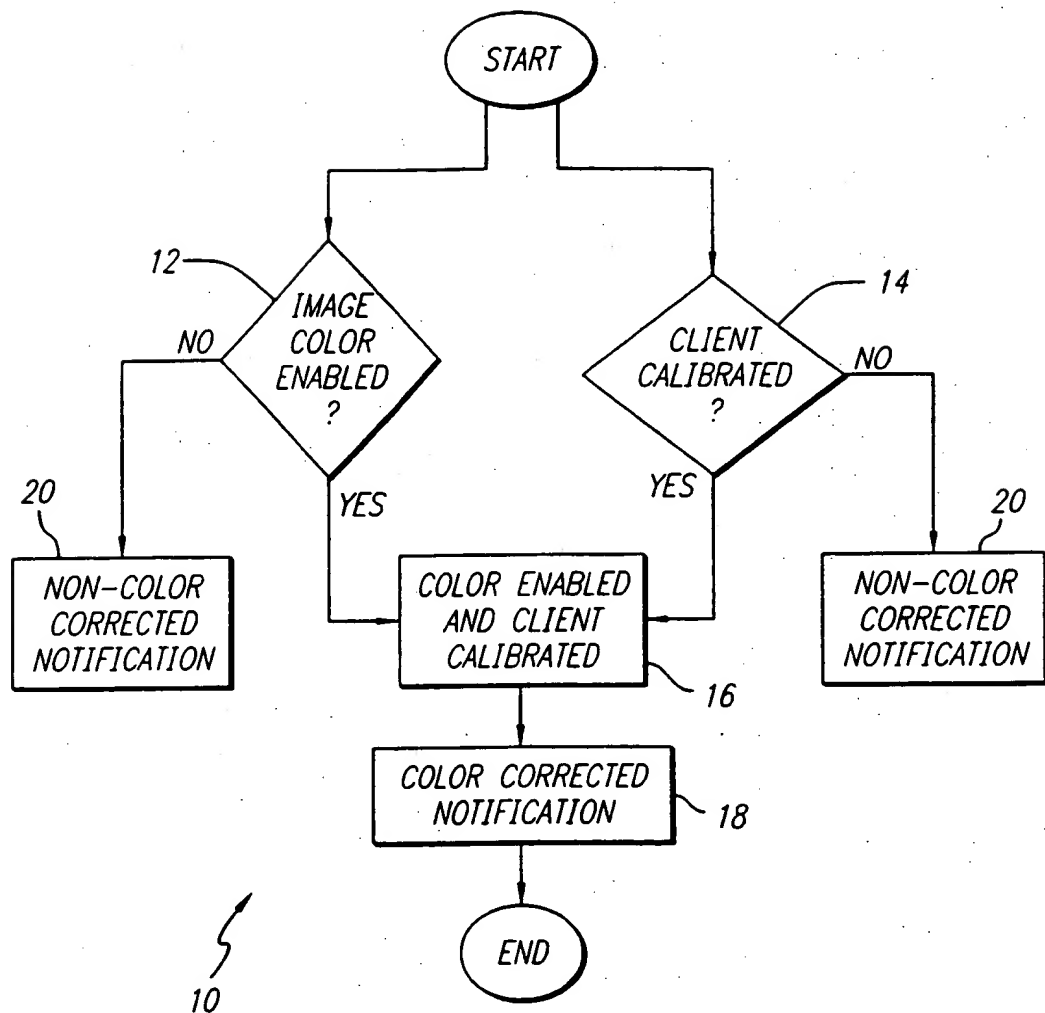 START
12
IMAGE
COLOR
ENABLED
?
NO
YES
14
CLIENT
CALIBRATED
?
NO
YES
20
NON-COLOR
CORRECTED
NOTIFICATION
COLOR ENABLED
AND CLIENT
CALIBRATED
16
20
NON-COLOR
CORRECTED
NOTIFICATION
COLOR CORRECTED
NOTIFICATION
18
END
10